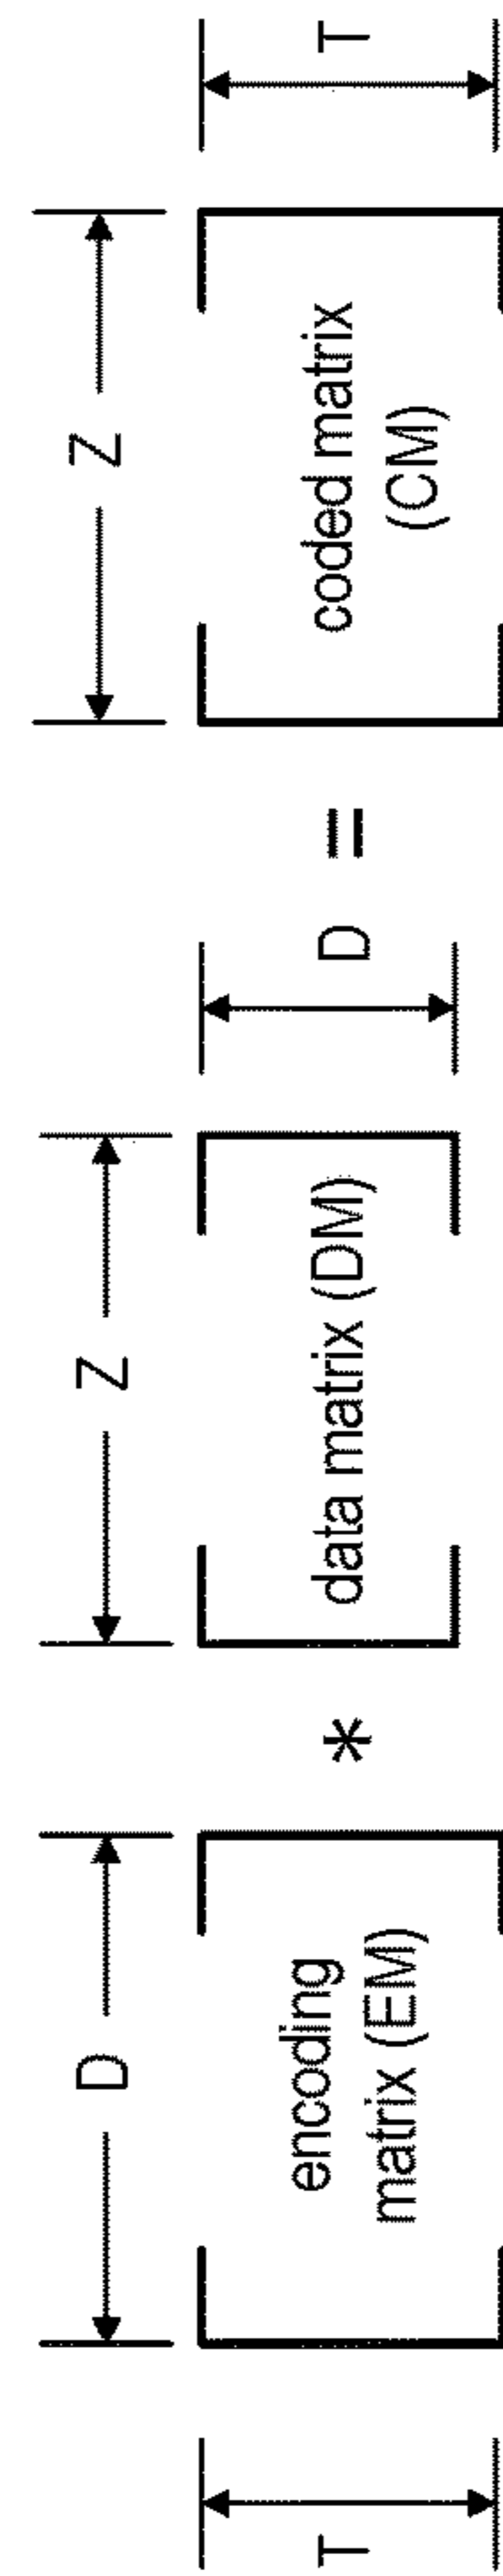 T
D
encoding
matrix (EM)
*
Z
data matrix (DM)
D
=
Z
coded matrix
(CM)
T